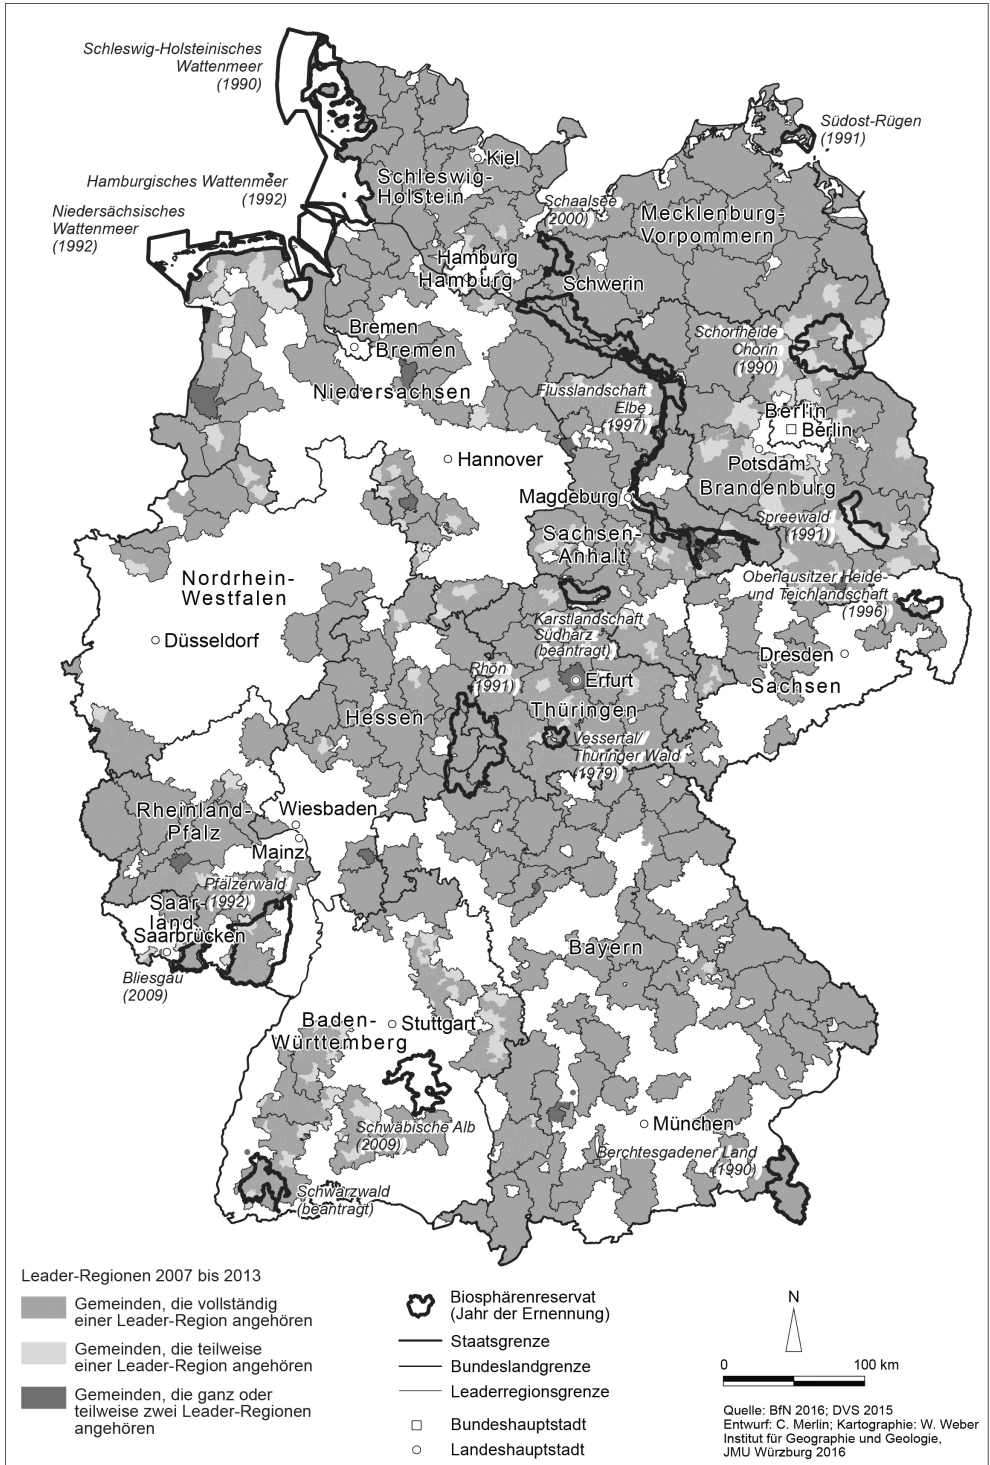 Schleswig-Holsteinisches
Wattenmeer
(1990)
Südost-Rügen
(1991)
Kiel
Schleswig-
Holstein
Hamburgisches Wattenmeer
(1992)
Schaalsee
(2000)
Niedersächsisches
Wattenmeer
(1992)
Mecklenburg-
Vorpommern
Hamburg
Hamburg
Schwerin
Bremen
Bremen
Schorfheide
Chorin
(1990)
Niedersachsen
Flusslandschaft
Elbe
(1997)
Berlin
Berlin
Hannover
Potsdam
Brandenburg
Magdeburg
Spreewald
(1991)
Sachsen-
Anhalt
Nordrhein-
Westfalen
Oberlausitzer Heide-
und Teichlandschaft
(1996)
Karstlandschaft
Südharz
(beantragt)
Düsseldorf
Dresden
Rhön
(1991)
Erfurt
Sachsen
Hessen
Thüringen
Vessertal/
Thüringer Wald
(1979)
Rheinland-
Pfalz
Wiesbaden
Mainz
Pfälzerwald
(1992)
Saar-
land
Saarbrücken
Bliesgau
(2009)
Bayern
Baden-
Württemberg
Stuttgart
Schwäbische Alb
(2009)
München
Berchtesgadener Land
(1990)
Schwarzwald
(beantragt)
Leader-Regionen 2007 bis 2013
Gemeinden, die vollständig
einer Leader-Region angehören
Gemeinden, die teilweise
einer Leader-Region angehören
Gemeinden, die ganz oder
teilweise zwei Leader-Regionen
angehören
Biosphärenreservat
(Jahr der Ernennung)
Staatsgrenze
Bundeslandgrenze
Leaderregionsgrenze
Bundeshauptstadt
Landeshauptstadt
N
0 100 km
Quelle: BfN 2016; DVS 2015
Entwurf: C. Merlin; Kartographie: W. Weber
Institut für Geographie und Geologie,
JMU Würzburg 2016